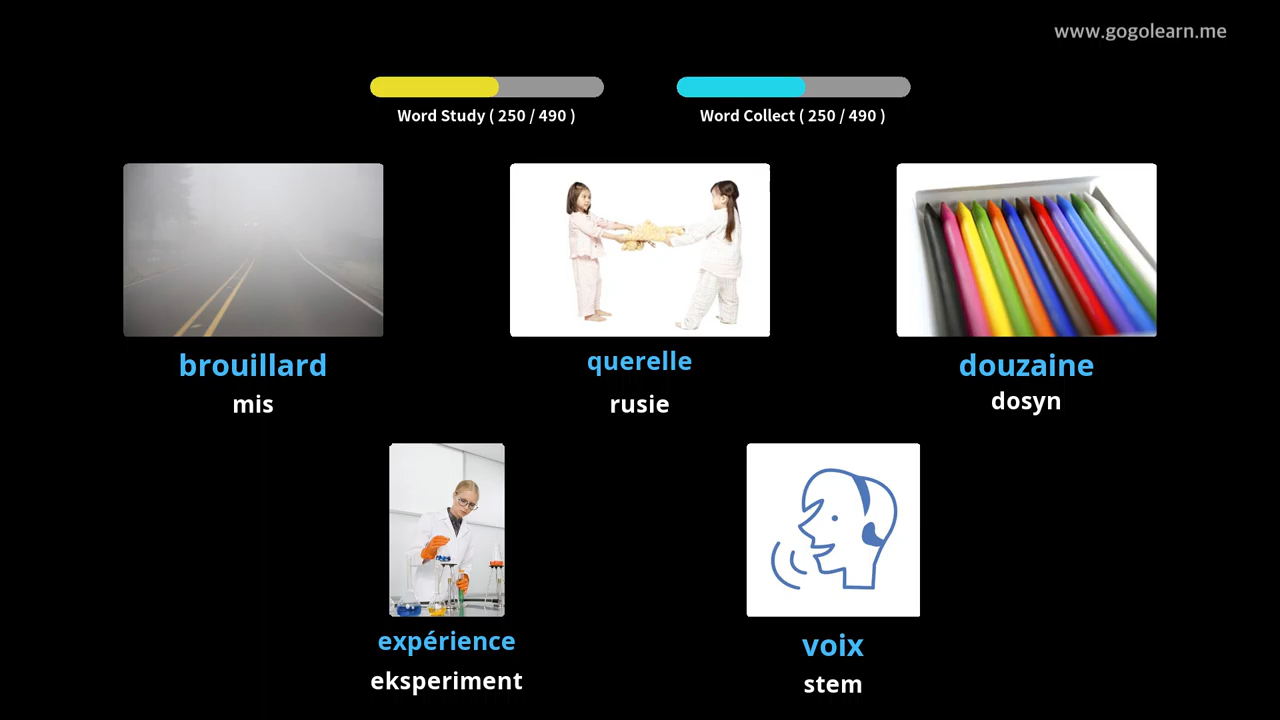 www.gogolearn.me
Word Study ( 250 / 490 )
Word Collect ( 250 / 490 )
brouillard
mis
querelle
rusie
douzaine
dosyn
expérience
eksperiment
voix
stem